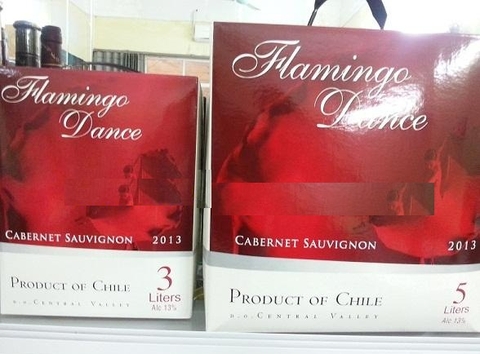 Flamingo
Dance
CABERNET SAUVIGNON 2013
PRODUCT OF CHILE
D.O. CENTRAL VALLEY
3
Liters
Alc 13%
Flamingo
Dance
CABERNET SAUVIGNON 2013
PRODUCT OF CHILE
D.O. CENTRAL VALLEY
5
Liters
Alc 13%